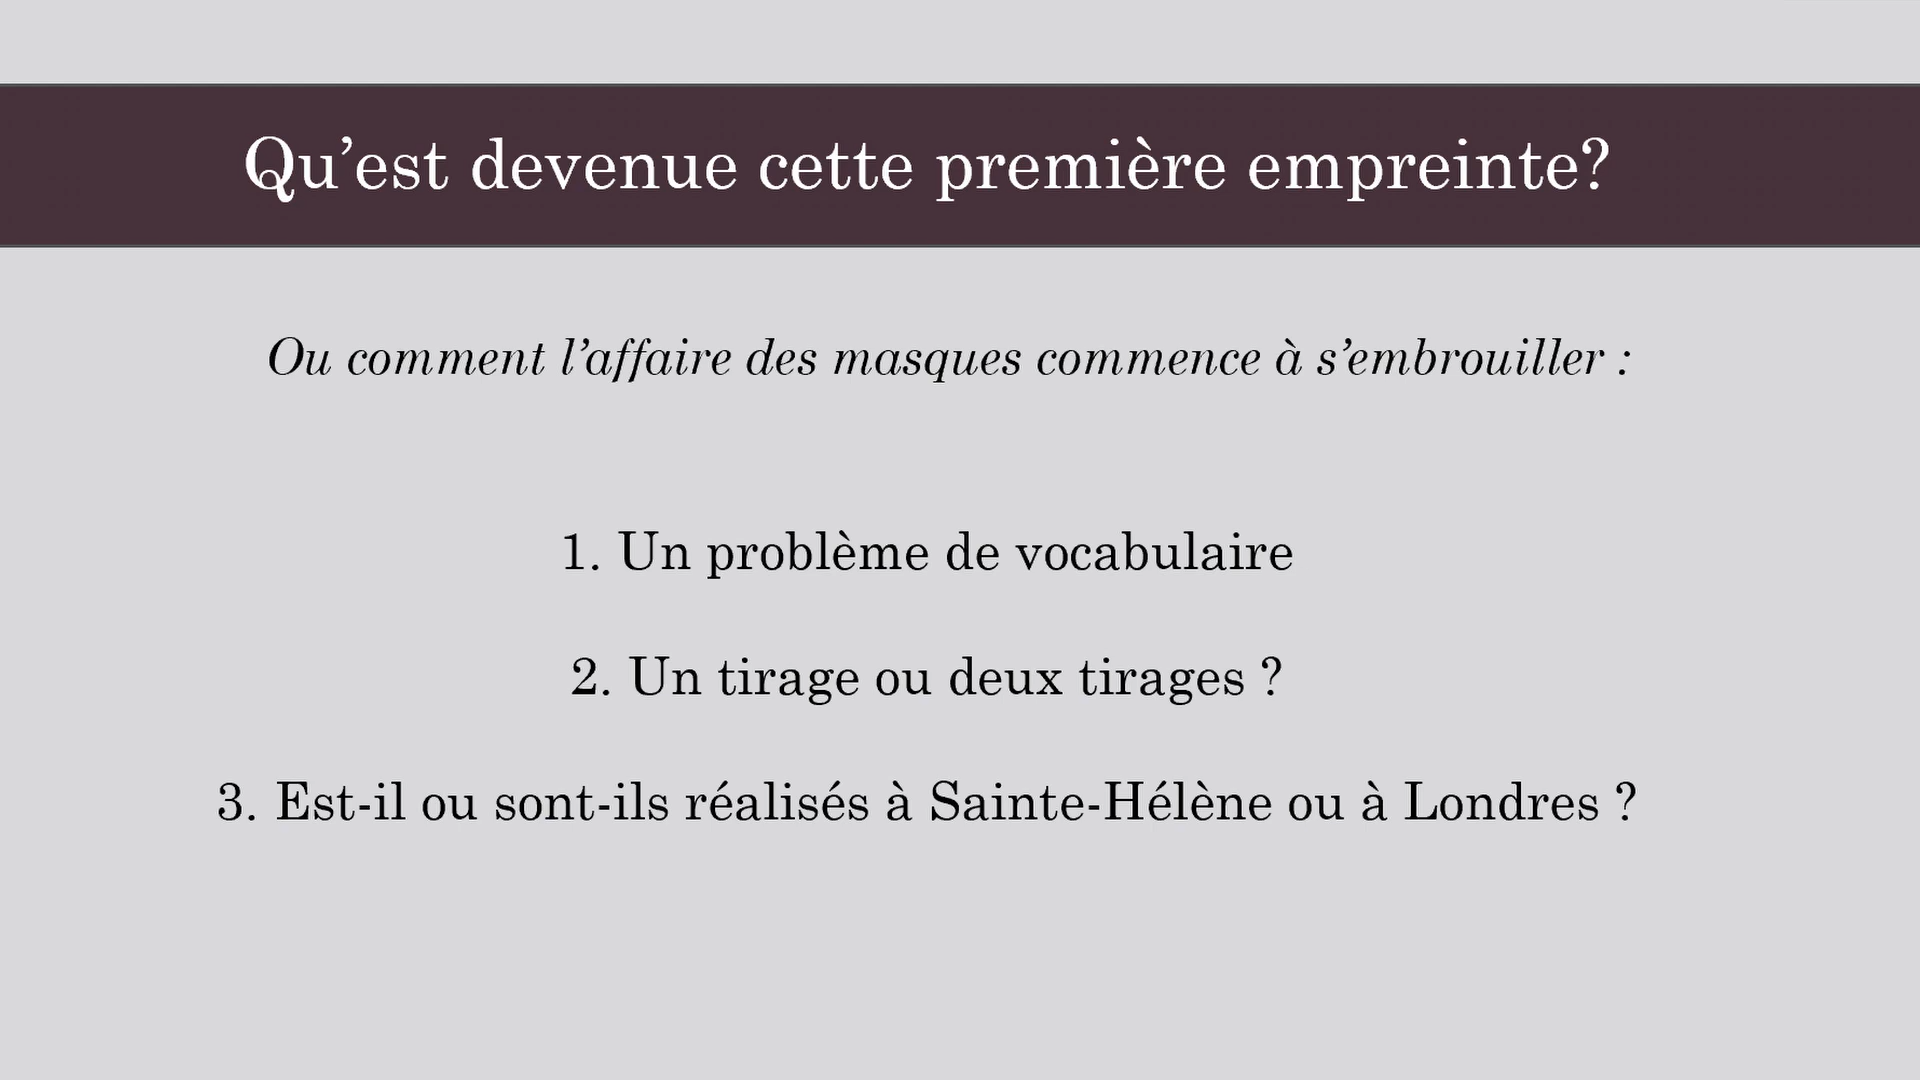 Qu’est devenue cette première empreinte?
Ou comment l’affaire des masques commence à s’embrouiller :
1. Un problème de vocabulaire
2. Un tirage ou deux tirages ?
3. Est-il ou sont-ils réalisés à Sainte-Hélène ou à Londres ?